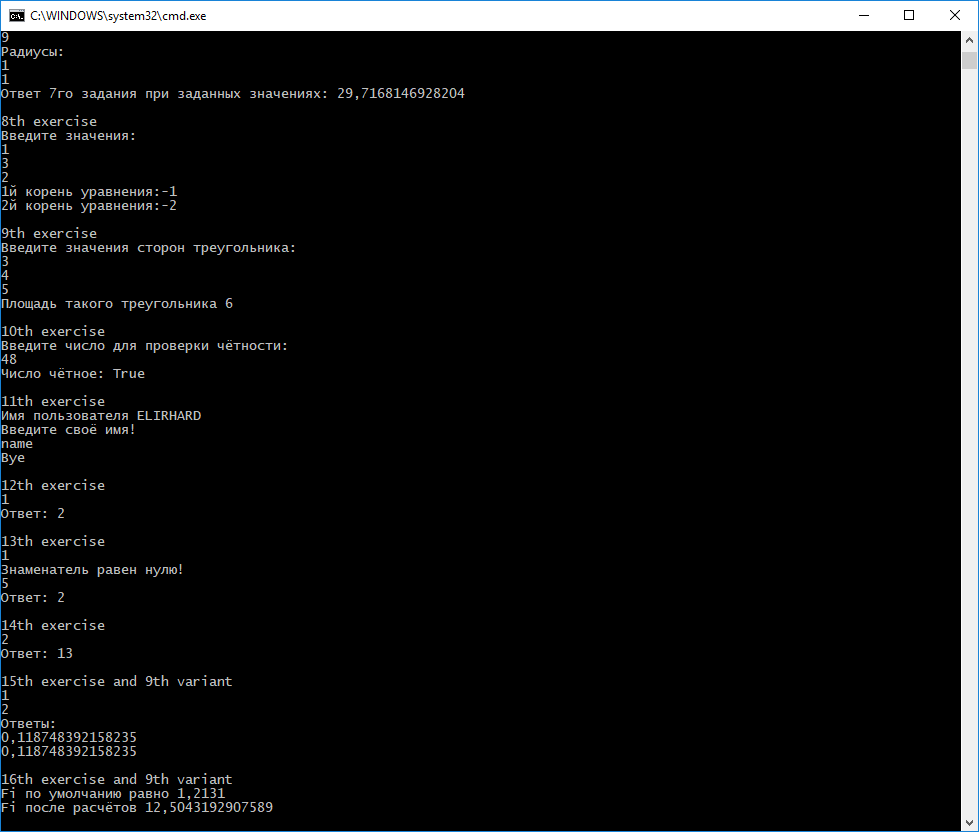 C:\WINDOWS\system32\cmd.exe
9
Радиусы:
1
1
Ответ 7го задания при заданных значениях: 29,7168146928204
8th exercise
Введите значения:
1
3
2
1й корень уравнения:-1
2й корень уравнения:-2
9th exercise
Введите значения сторон треугольника:
3
4
5
Площадь такого треугольника 6
10th exercise
Введите число для проверки чётности:
48
Число чётное: True
11th exercise
Имя пользователя ELIRHARD
Введите своё имя!
name
Bye
12th exercise
1
Ответ: 2
13th exercise
1
Знаменатель равен нулю!
5
Ответ: 2
14th exercise
2
Ответ: 13
15th exercise and 9th variant
1
2
Ответы:
0,118748392158235
0,118748392158235
16th exercise and 9th variant
Fi по умолчанию равно 1,2131
Fi после расчётов 12,5043192907589